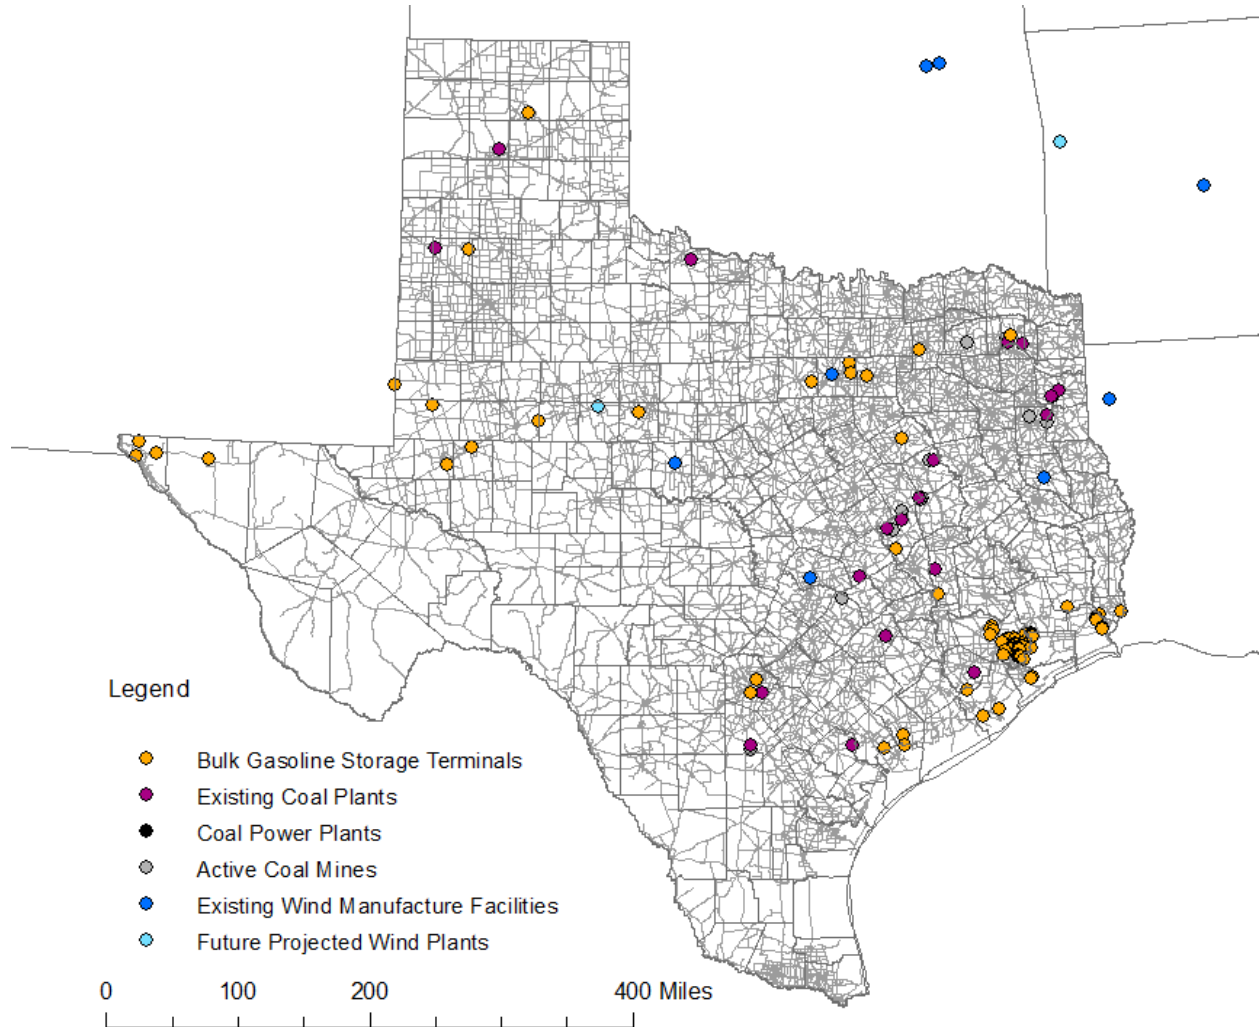 Legend
Bulk Gasoline Storage Terminals
Existing Coal Plants
Coal Power Plants
Active Coal Mines
Existing Wind Manufacture Facilities
Future Projected Wind Plants
0 100 200 400 Miles